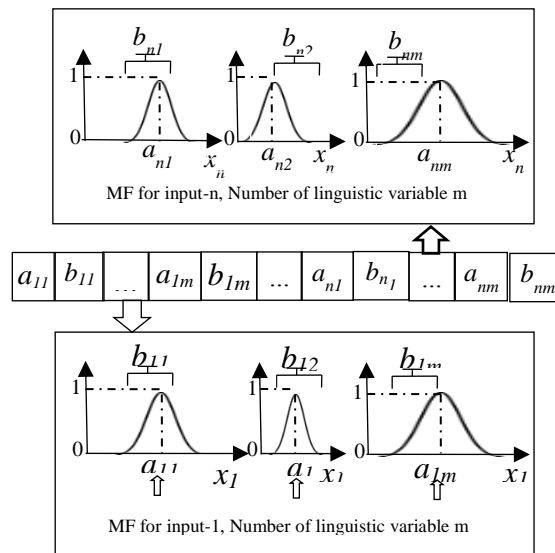 b_n1 b_n2 b_nm
1 1 1
0 0 0
a_n1 x_n a_n2 x_n a_nm x_n
MF for input-n, Number of linguistic variable m
a_11 b_11 ... a_1m b_1m ... a_n1 b_n1 ... a_nm b_nm
b_11 b_12 b_1m
1 1 1
0 0 0
a_11 x_1 a_1 x_1 a_1m x_1
MF for input-1, Number of linguistic variable m